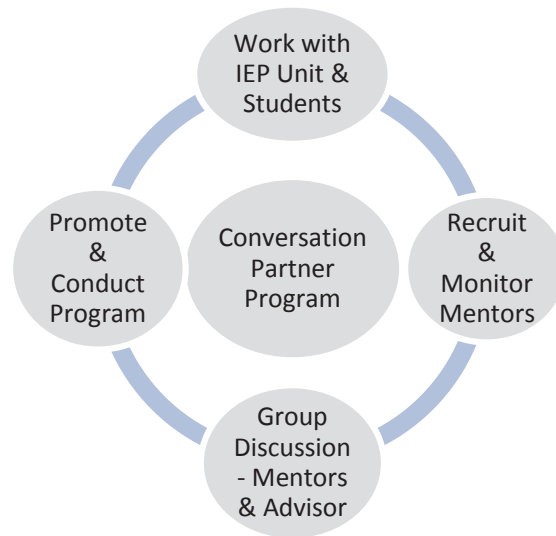 Work with
IEP Unit &
Students
Promote
&
Conduct
Program
Conversation
Partner
Program
Recruit
&
Monitor
Mentors
Group
Discussion
- Mentors
& Advisor